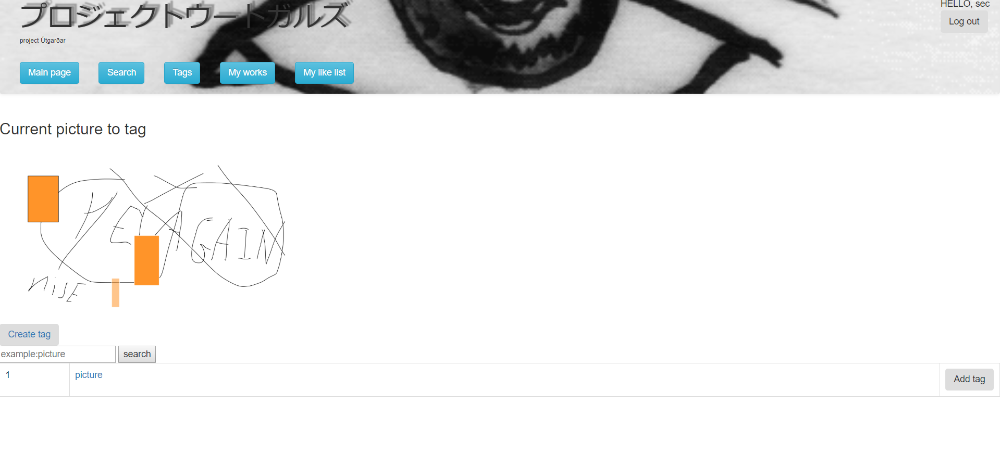 プロジェクトウートガルズ
HELLO, sec
Log out
project Útgarðar
Main page
Search
Tags
My works
My like list
Current picture to tag
AGAIN
Create tag
example:picture
search
1
picture
Add tag